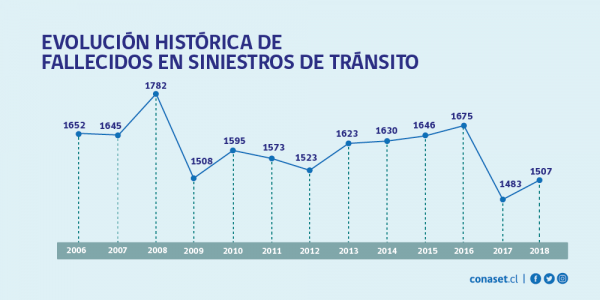 EVOLUCIÓN HISTÓRICA DE
FALLECIDOS EN SINIESTROS DE TRÁNSITO
1652 1645 1782 1508 1595 1573 1523 1623 1630 1646 1675 1483 1507
2006 2007 2008 2009 2010 2011 2012 2013 2014 2015 2016 2017 2018
conaset.cl |